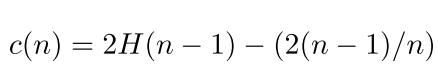 c(n) = 2H(n − 1) − (2(n − 1)/n)